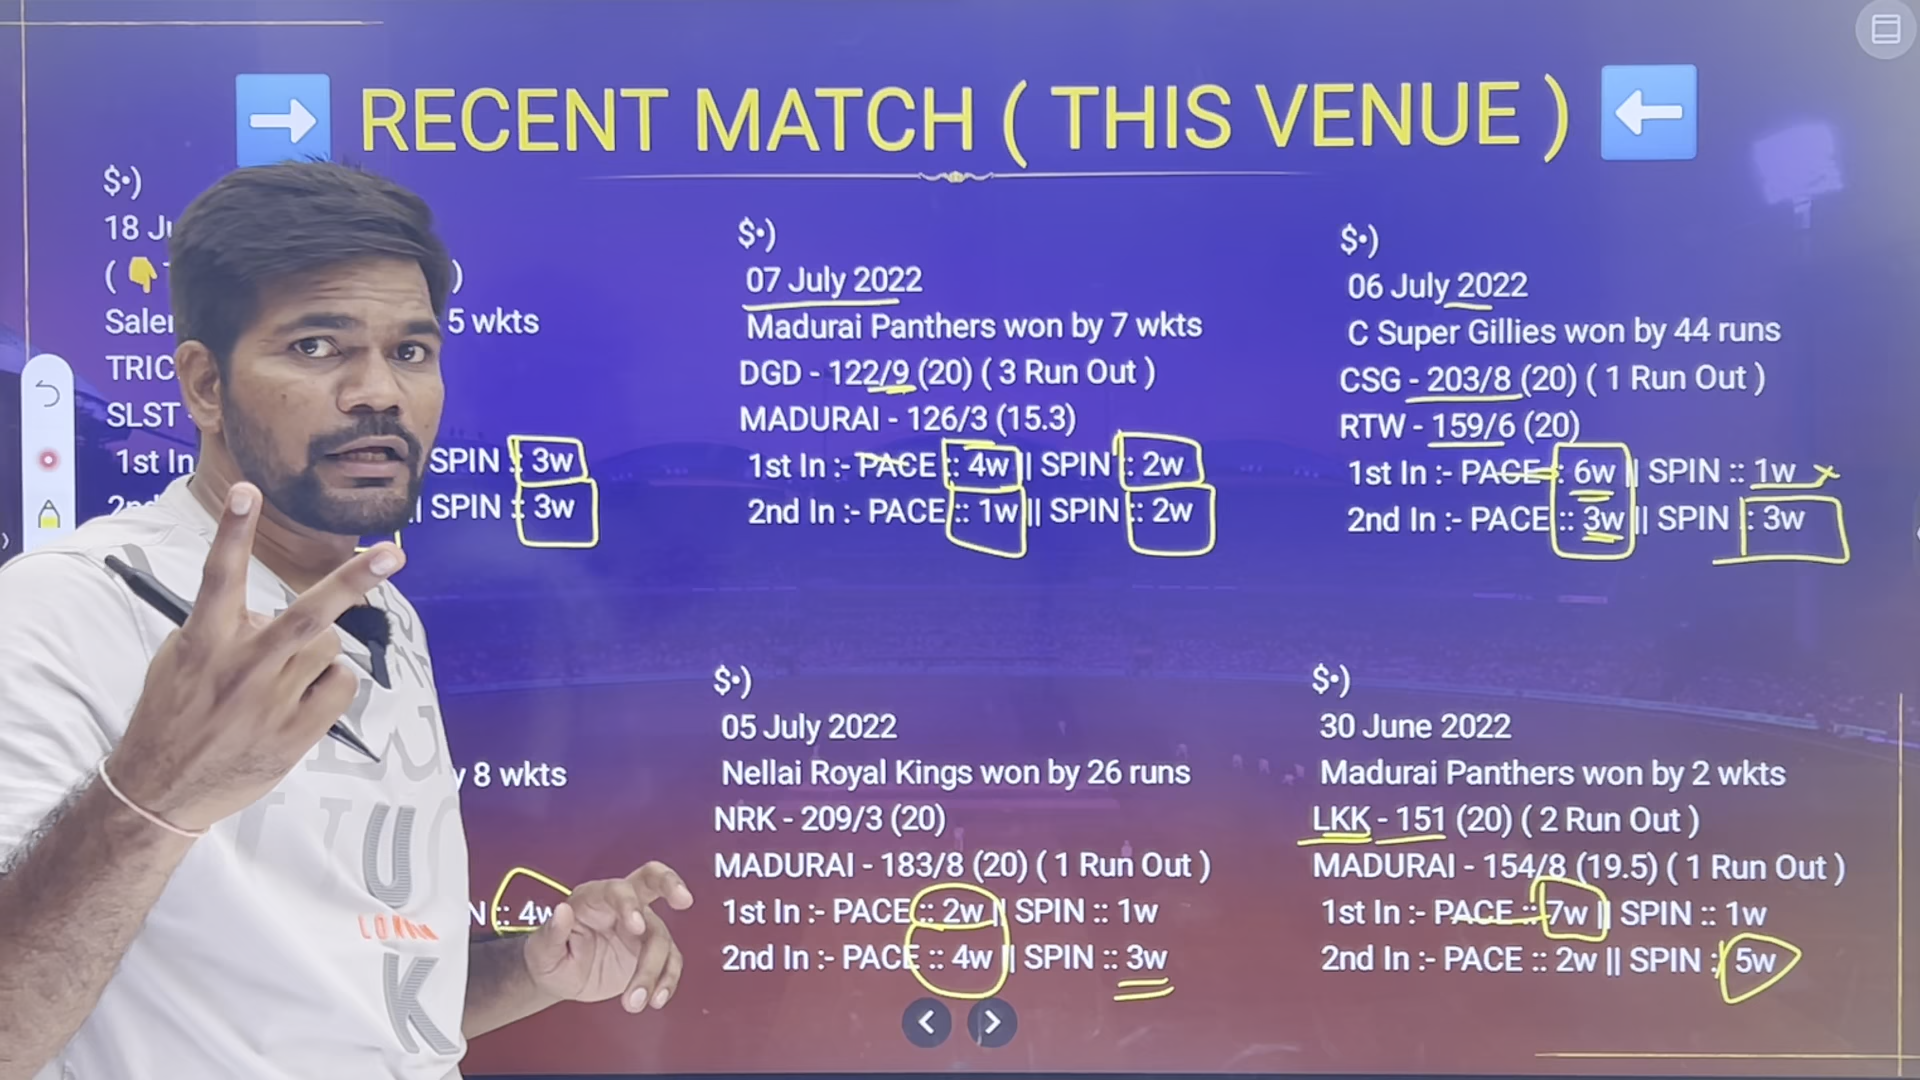 RECENT MATCH ( THIS VENUE )
$•)
18
(
)
5 wkts
SLST
1st In
SPIN :: 3w
|| SPIN :: 3w
$•)
07 July 2022
Madurai Panthers won by 7 wkts
DGD - 122/9 (20) ( 3 Run Out )
MADURAI - 126/3 (15.3)
1st In :- PACE :: 4w || SPIN :: 2w
2nd In :- PACE :: 1w || SPIN :: 2w
$•)
06 July 2022
C Super Gillies won by 44 runs
CSG - 203/8 (20) ( 1 Run Out )
RTW - 159/6 (20)
1st In :- PACE :: 6w || SPIN :: 1w
2nd In :- PACE :: 3w || SPIN :: 3w
8 wkts
:: 4w
$•)
05 July 2022
Nellai Royal Kings won by 26 runs
NRK - 209/3 (20)
MADURAI - 183/8 (20) ( 1 Run Out )
1st In :- PACE :: 2w || SPIN :: 1w
2nd In :- PACE :: 4w || SPIN :: 3w
$•)
30 June 2022
Madurai Panthers won by 2 wkts
LKK - 151 (20) ( 2 Run Out )
MADURAI - 154/8 (19.5) ( 1 Run Out )
1st In :- PACE :: 7w || SPIN :: 1w
2nd In :- PACE :: 2w || SPIN :: 5w
U
LONDON
K